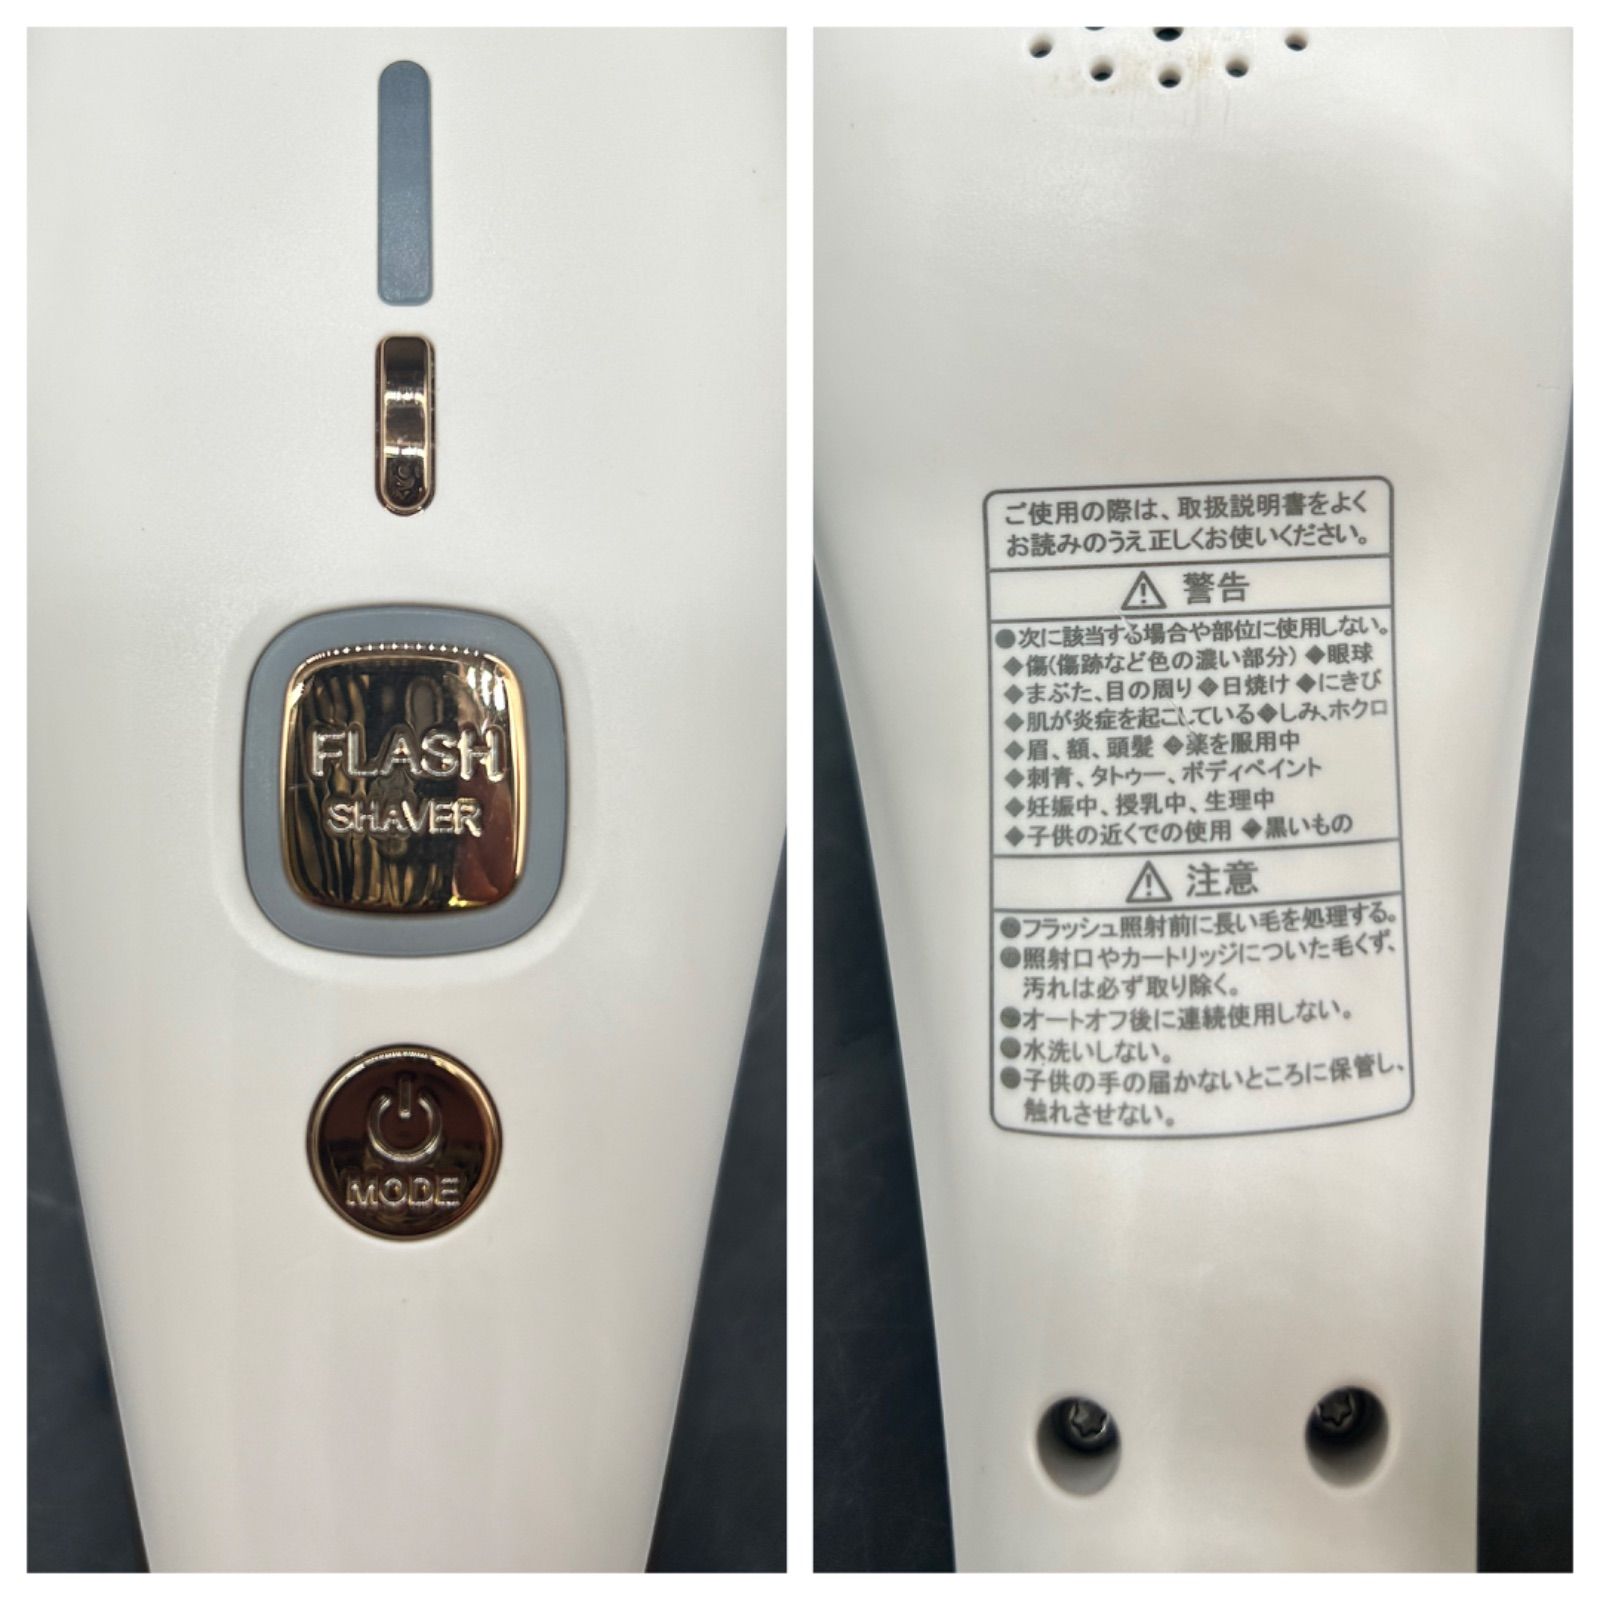 FLASH
SHAVER
MODE
ご使用の際は、取扱説明書をよく
お読みのうえ正しくお使いください。
⚠ 警告
●次に該当する場合や部位に使用しない。
◆傷(傷跡など色の濃い部分) ◆眼球
◆まぶた、目の周り ◆日焼け ◆にきび
◆肌が炎症を起こしている ◆しみ、ホクロ
◆眉、額、頭髪 ◆薬を服用中
◆刺青、タトゥー、ボディペイント
◆妊娠中、授乳中、生理中
◆子供の近くでの使用 ◆黒いもの
⚠ 注意
●フラッシュ照射前に長い毛を処理する。
●照射口やカートリッジについた毛くず、
汚れは必ず取り除く。
●オートオフ後に連続使用しない。
●水洗いしない。
●子供の手の届かないところに保管し、
触れさせない。